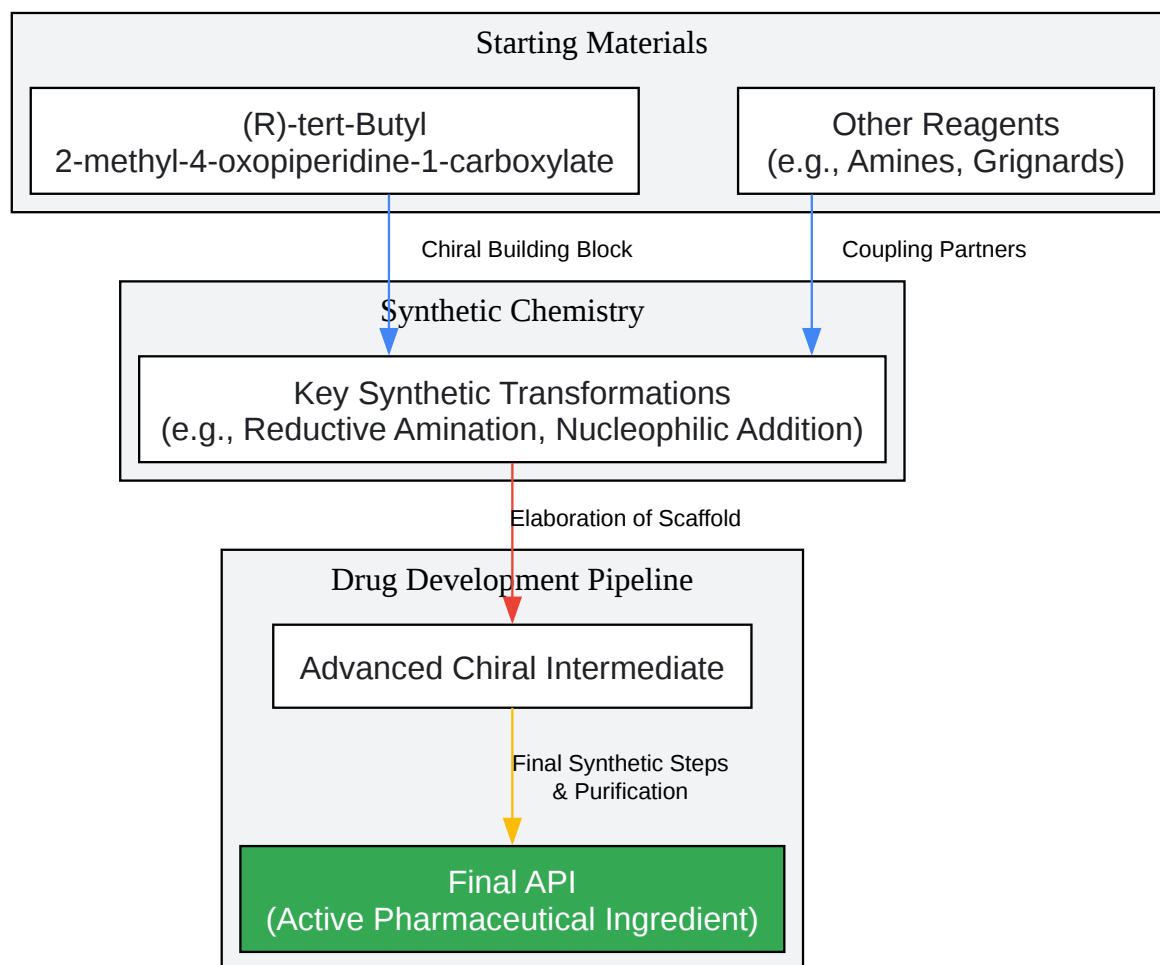 Starting Materials
(R)-tert-Butyl
2-methyl-4-oxopiperidine-1-carboxylate
Other Reagents
(e.g., Amines, Grignards)
Chiral Building Block
Coupling Partners
Synthetic Chemistry
Key Synthetic Transformations
(e.g., Reductive Amination, Nucleophilic Addition)
Elaboration of Scaffold
Drug Development Pipeline
Advanced Chiral Intermediate
Final Synthetic Steps
& Purification
Final API
(Active Pharmaceutical Ingredient)